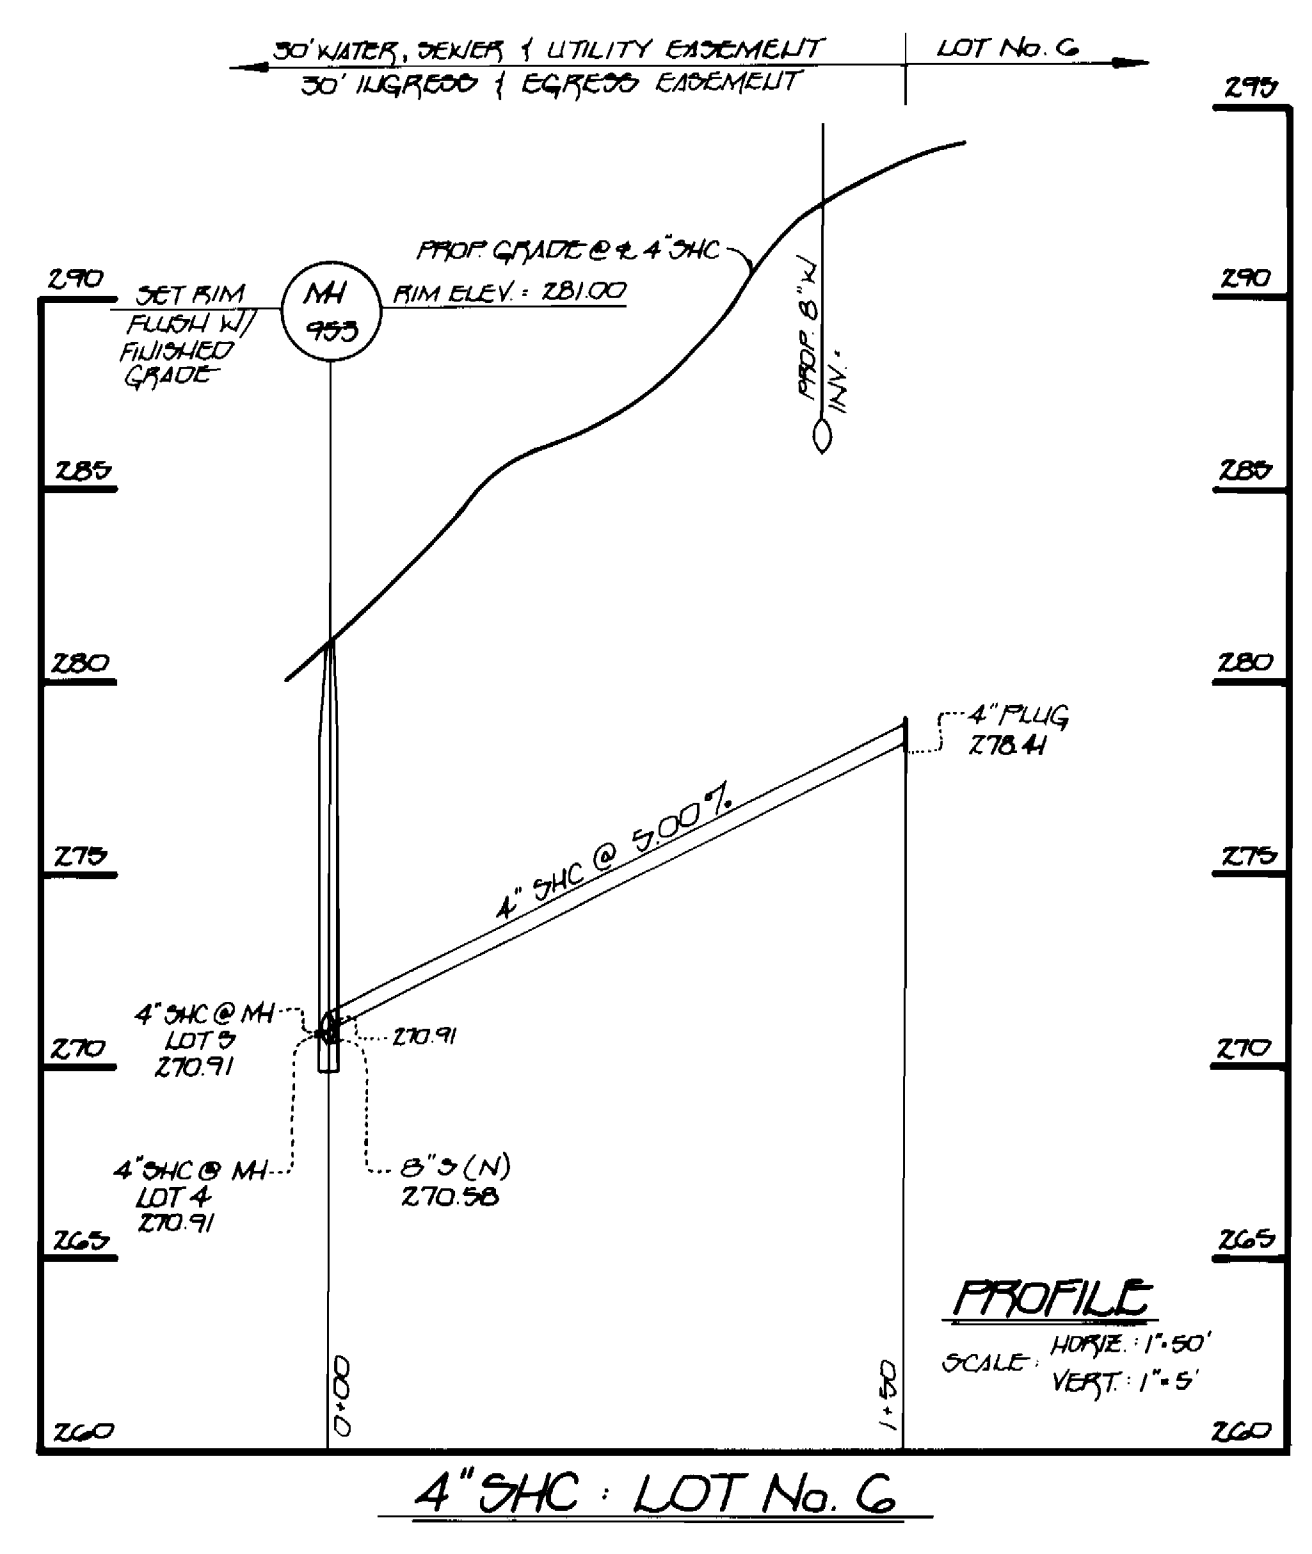 30' WATER, SEWER & UTILITY EASEMENT
30' INGRESS & EGRESS EASEMENT
LOT No. 6
295
290
285
280
275
270
265
260
295
290
285
280
275
270
265
260
SET RIM
FLUSH W/
FINISHED
GRADE
MH
953
RIM ELEV. = 281.00
PROP. GRADE @ ℄ 4" SHC
PROP. 8" W
INV. =
4" PLUG
278.41
4" SHC @ 5.00%
4" SHC @ MH
LOT 5
270.91
270.91
4" SHC @ MH
LOT 4
270.91
8" S (N)
270.58
0+00
1+50
PROFILE
SCALE: HORIZ.: 1"=50'
VERT.: 1"=5'
4" SHC : LOT No. 6